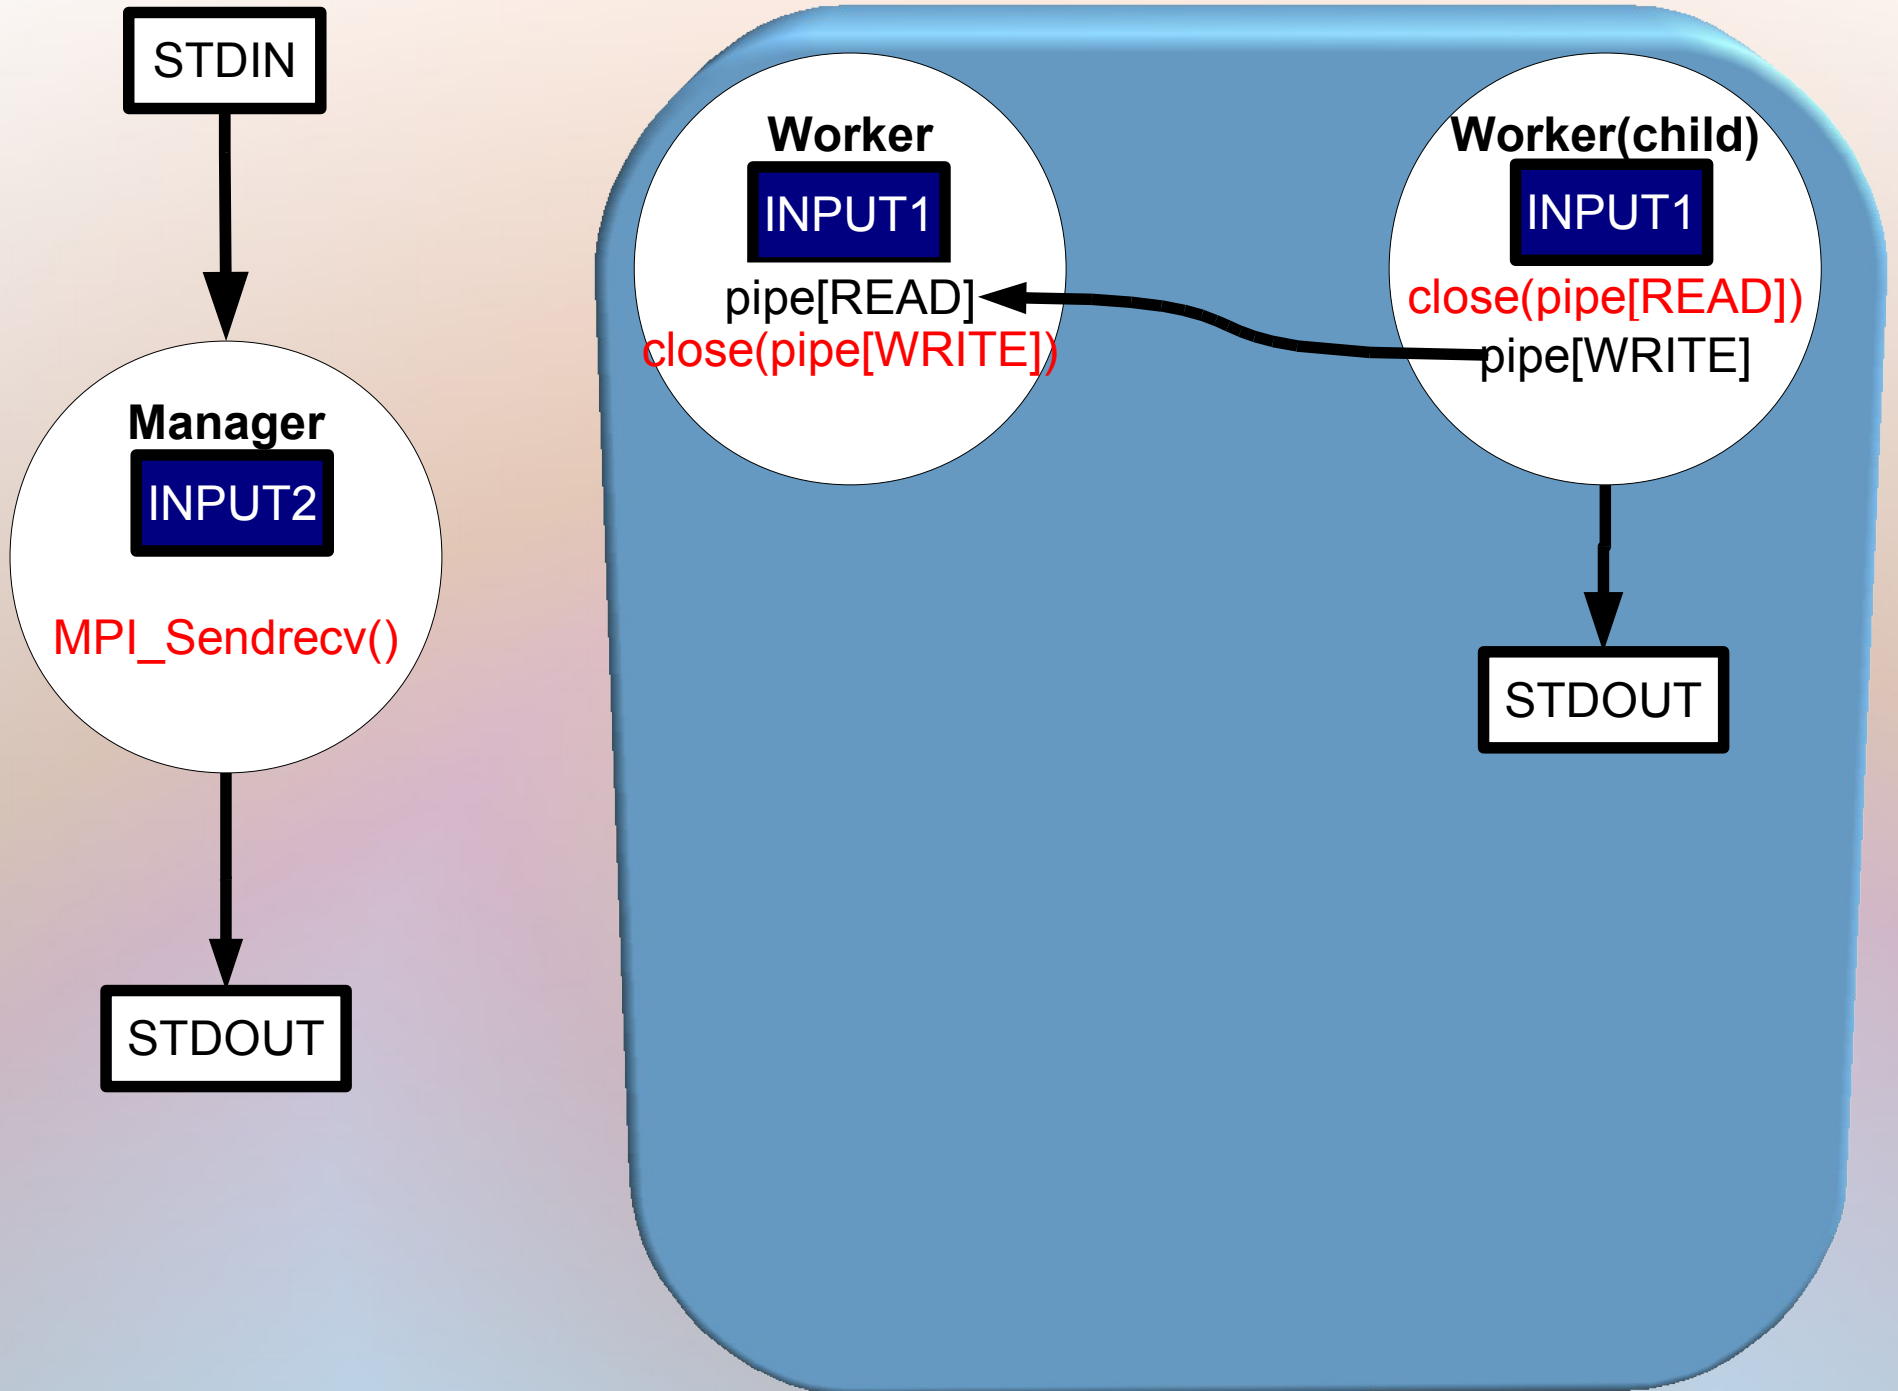 STDIN
Manager
INPUT2
MPI_Sendrecv()
STDOUT
Worker
INPUT1
pipe[READ]
close(pipe[WRITE])
Worker(child)
INPUT1
close(pipe[READ])
pipe[WRITE]
STDOUT